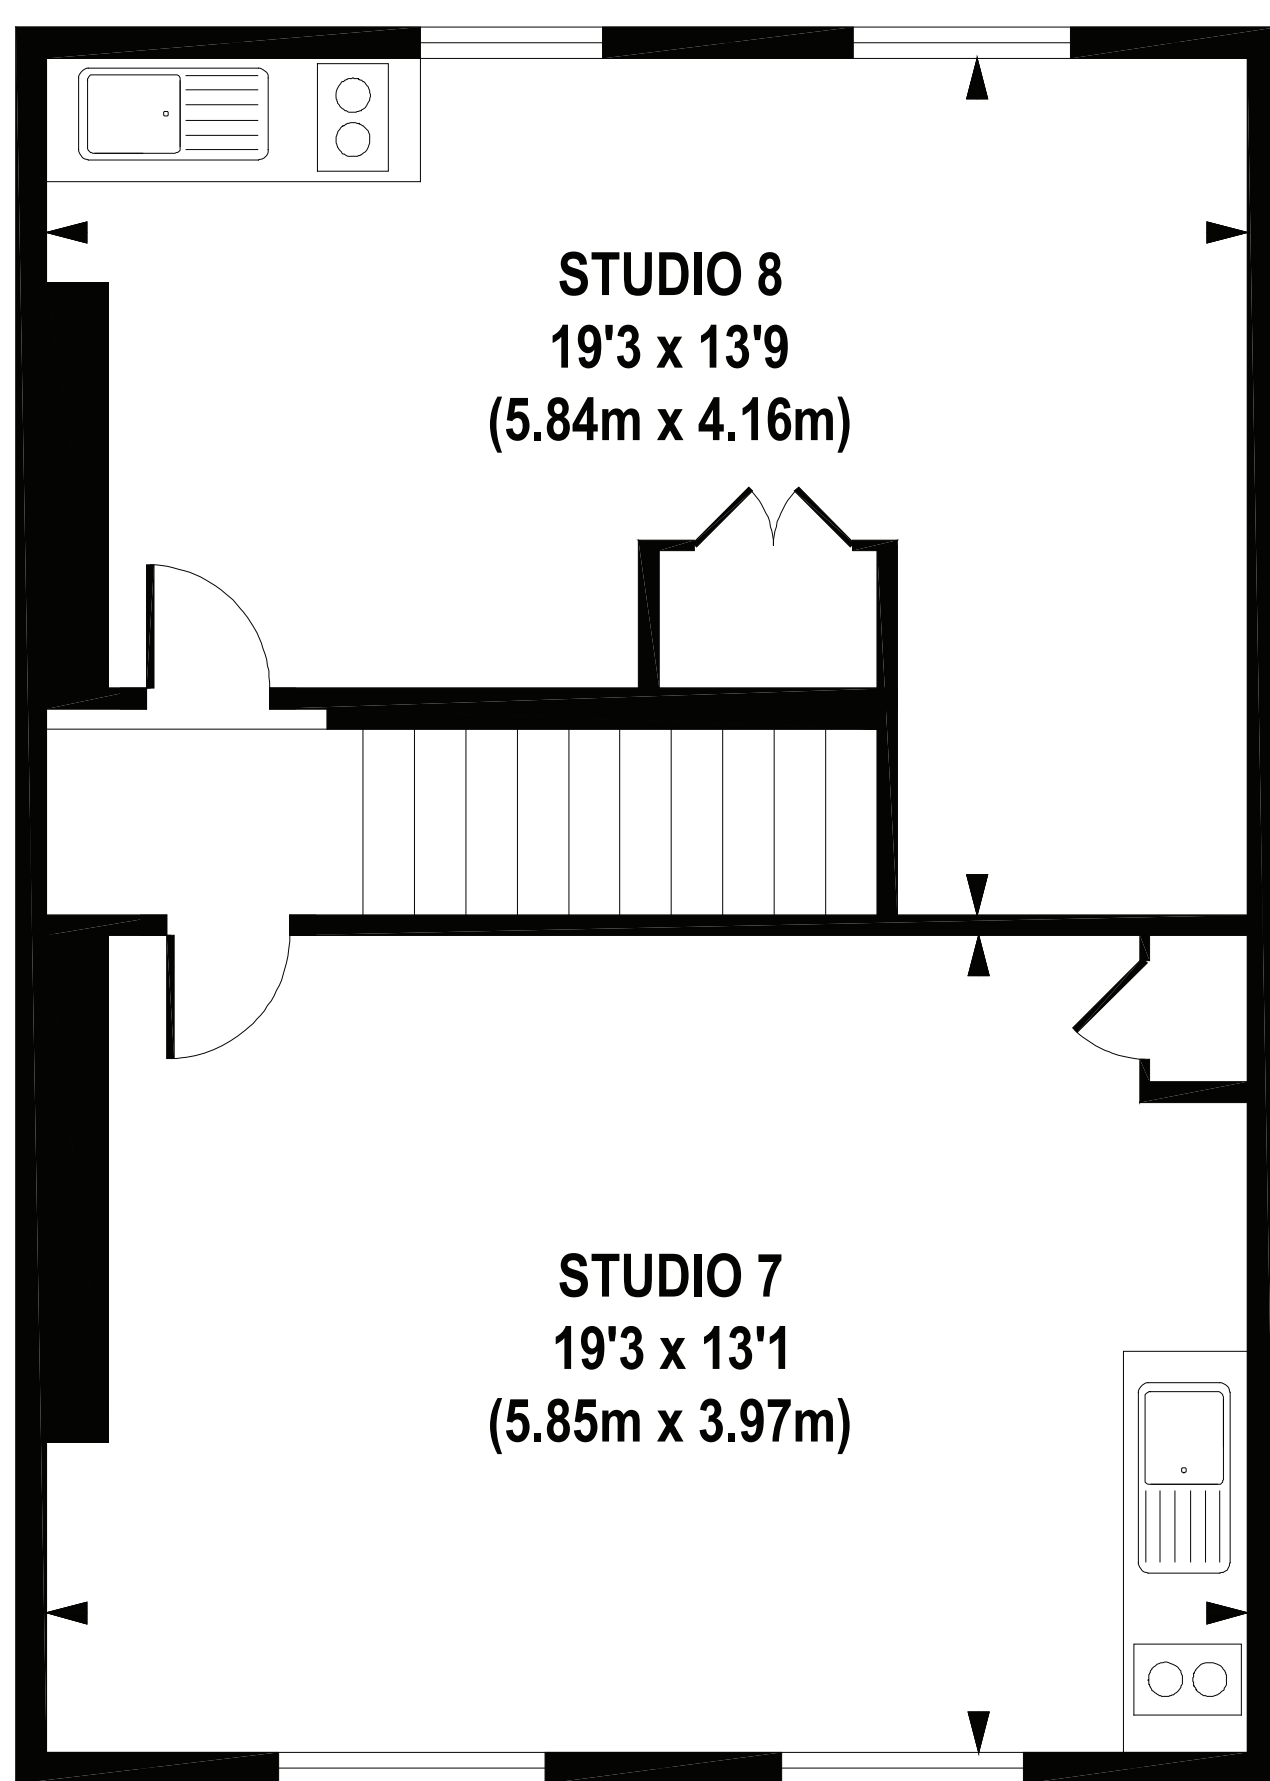 STUDIO 8
19'3 x 13'9
(5.84m x 4.16m)
STUDIO 7
19'3 x 13'1
(5.85m x 3.97m)